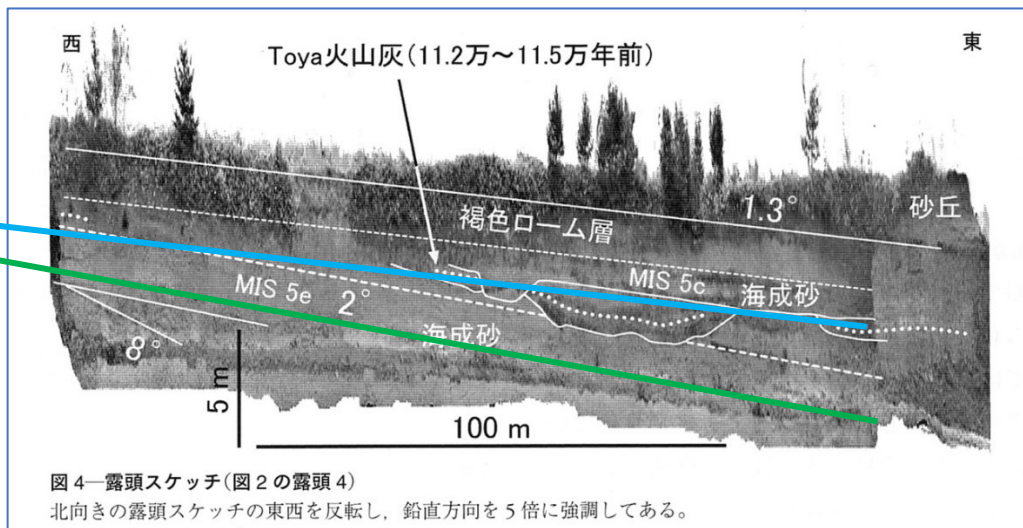 西
東
Toya火山灰(11.2万〜11.5万年前)
1.3°
砂丘
褐色ローム層
MIS 5c
海成砂
MIS 5e
2°
海成砂
8°
5 m
100 m
図4—露頭スケッチ(図2の露頭4)
北向きの露頭スケッチの東西を反転し，鉛直方向を5倍に強調してある。